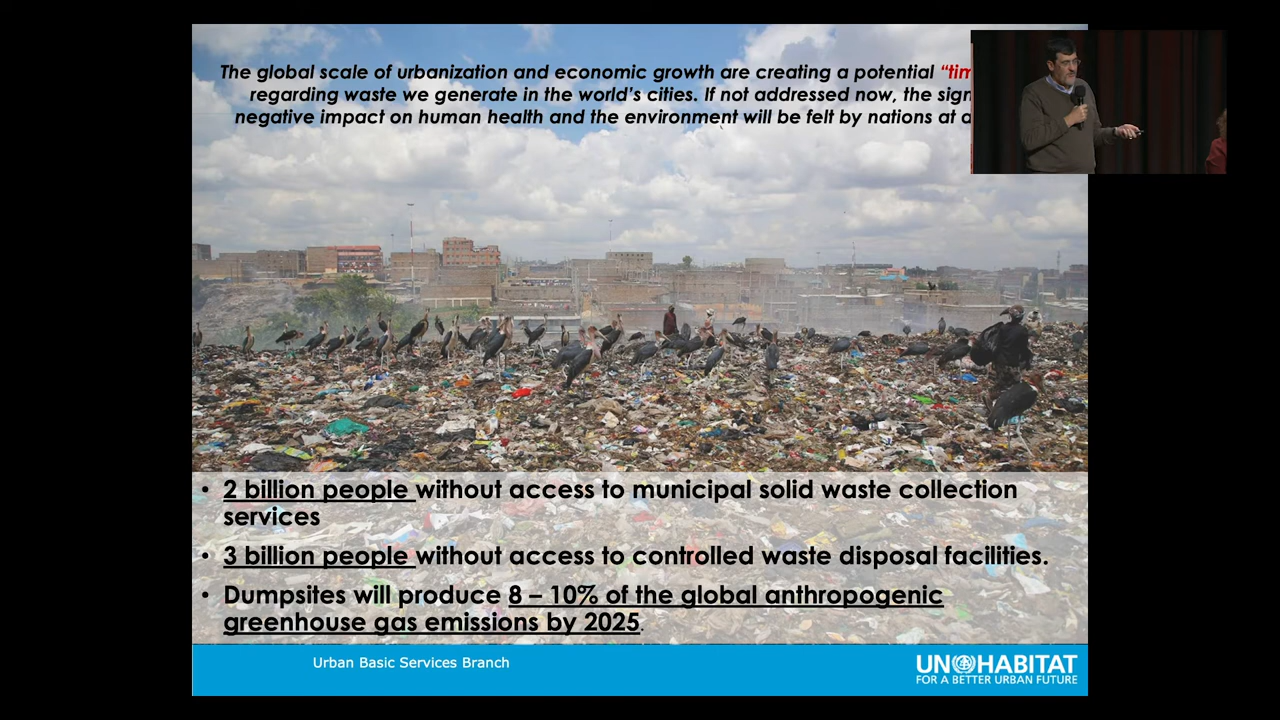 The global scale of urbanization and economic growth are creating a potential
regarding waste we generate in the world's cities. If not addressed now, the
negative impact on human health and the environment will be felt by nations at
• 2 billion people without access to municipal solid waste collection
services
• 3 billion people without access to controlled waste disposal facilities.
• Dumpsites will produce 8 – 10% of the global anthropogenic
greenhouse gas emissions by 2025.
Urban Basic Services Branch
UN HABITAT
FOR A BETTER URBAN FUTURE